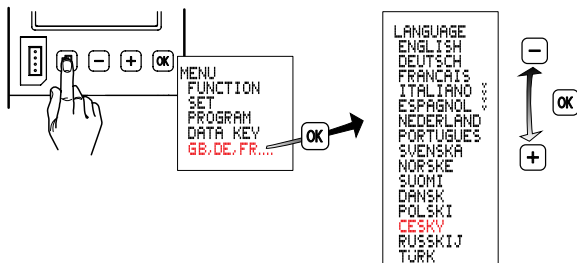 OK
MENU
FUNCTION
SET
PROGRAM
DATA KEY
GB,DE,FR....
OK
LANGUAGE
ENGLISH
DEUTSCH
FRANCAIS
ITALIANO
ESPAGNOL
NEDERLAND
PORTUGUES
SVENSKA
NORSKE
SUOMI
DANSK
POLSKI
CESKY
RUSSKIJ
TÜRK
OK